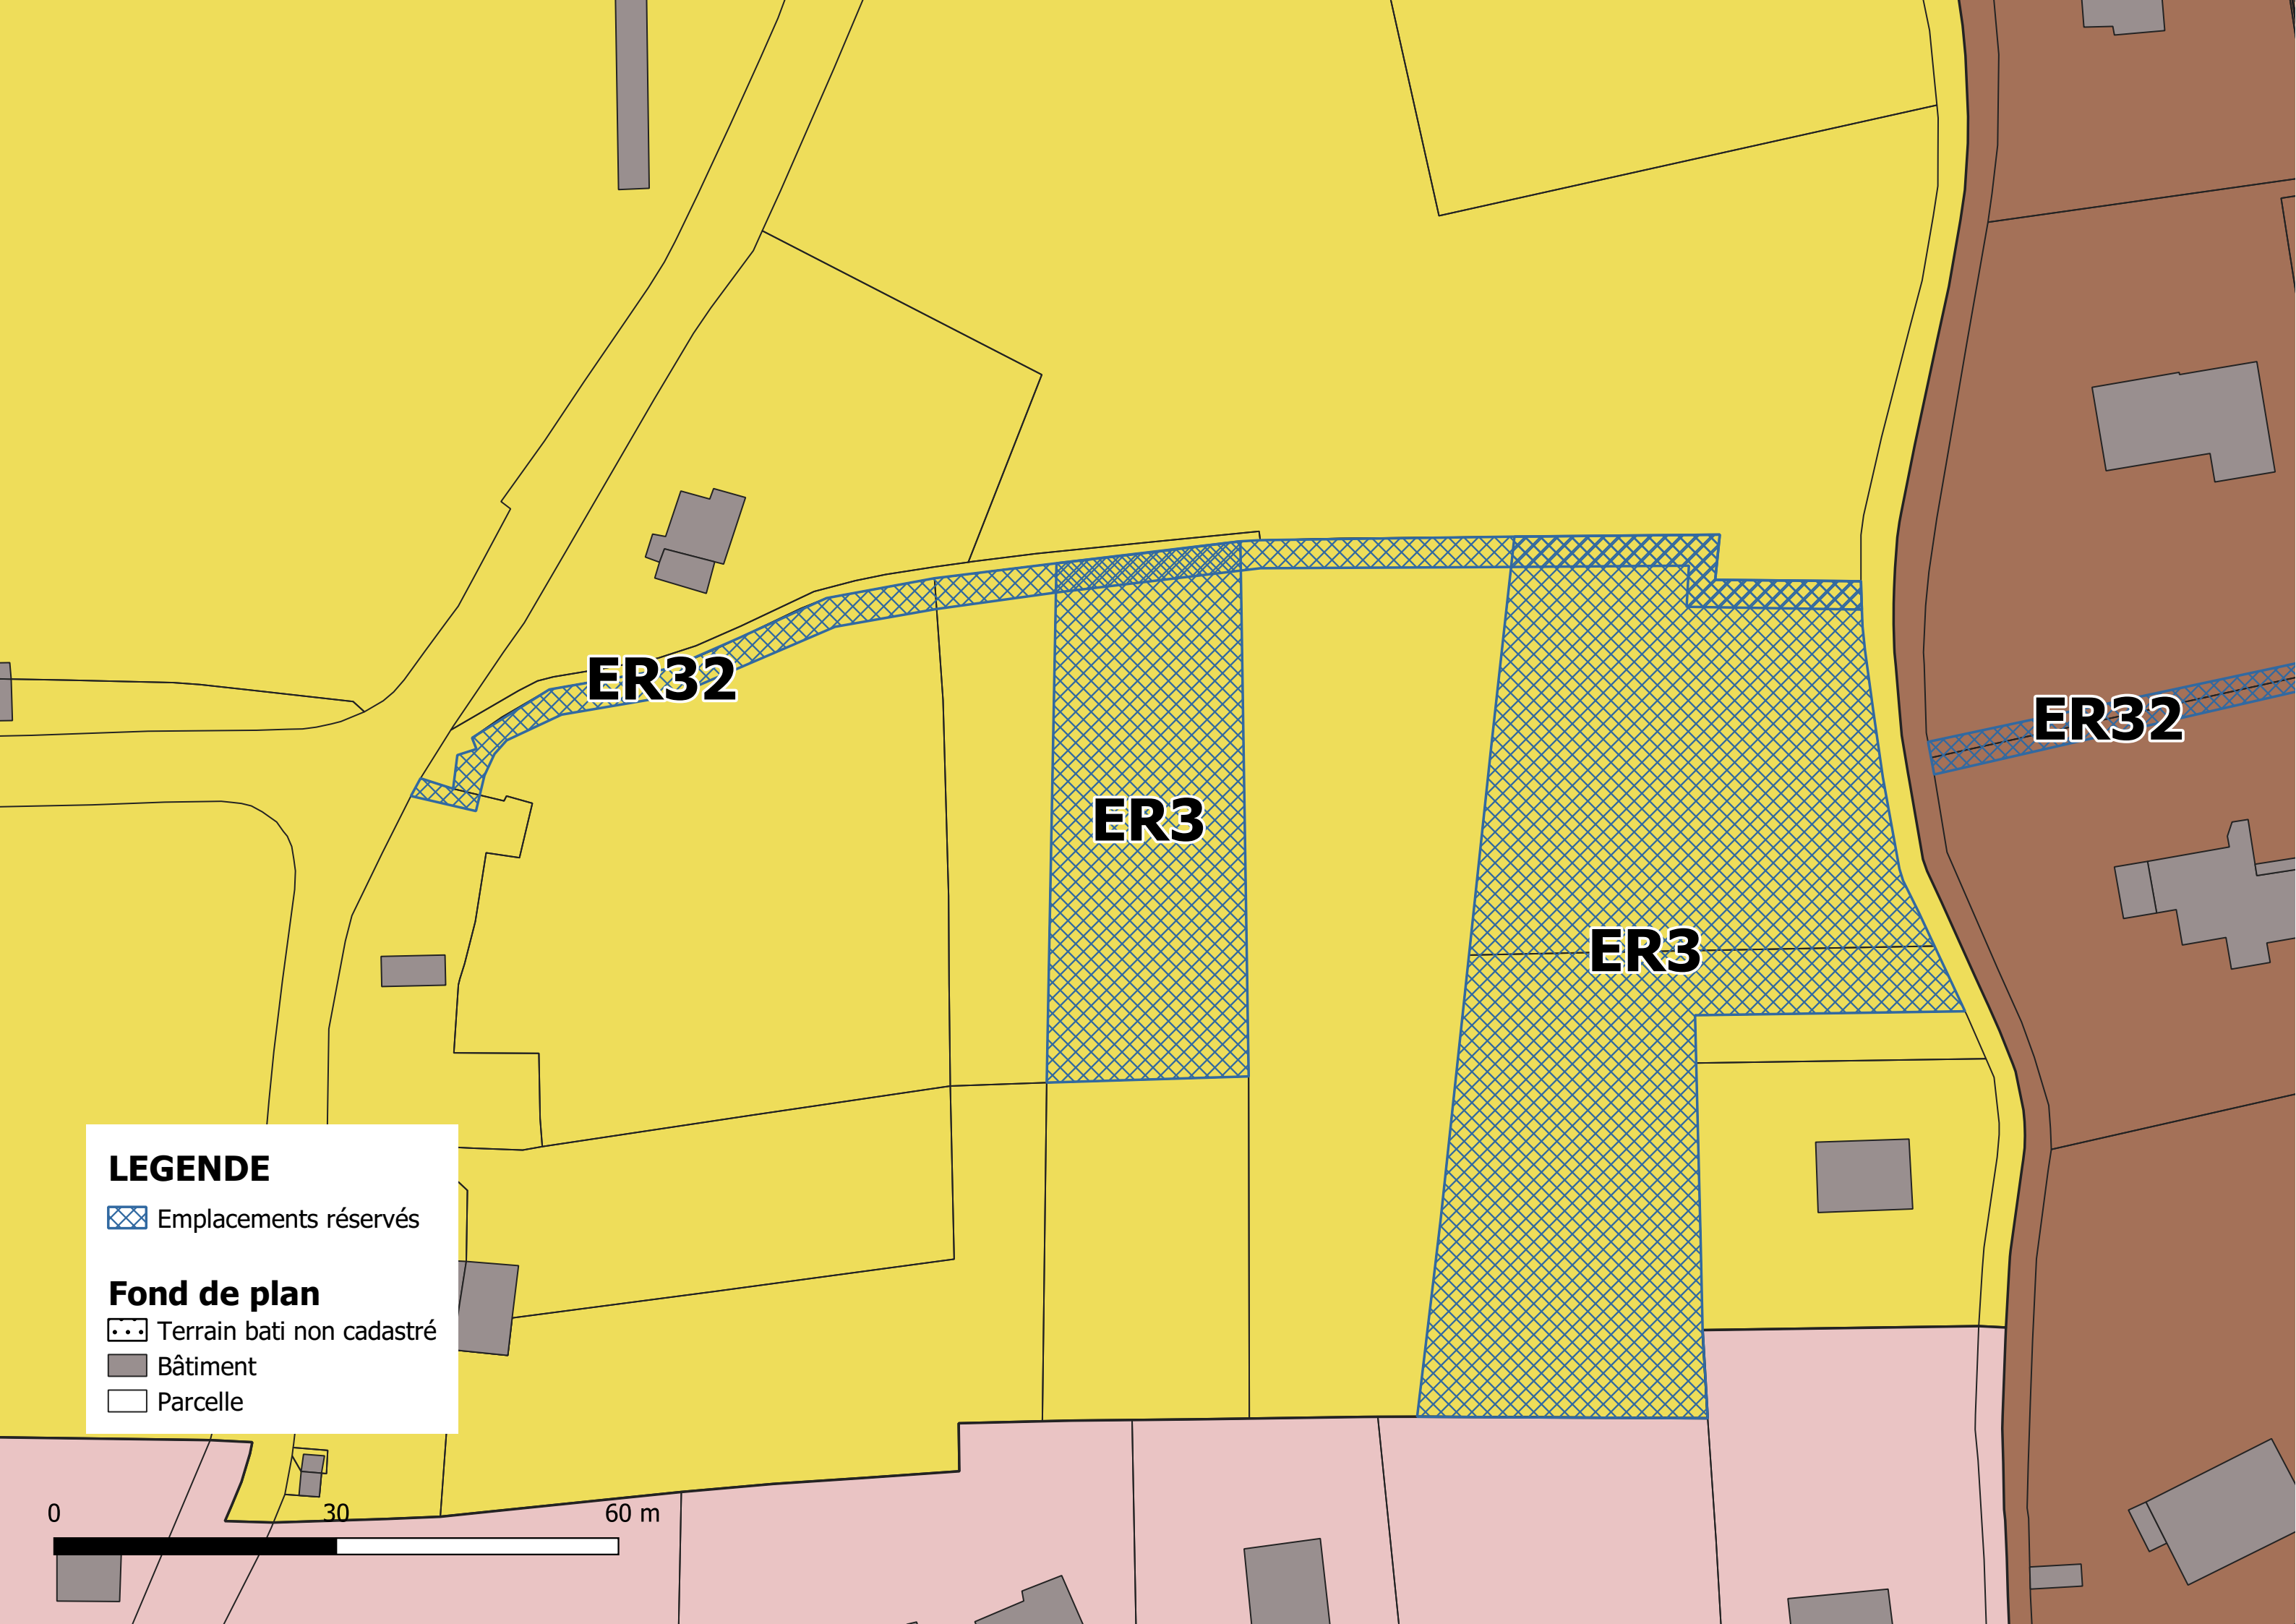 ER32
ER32
ER3
ER3
LEGENDE
Emplacements réservés
Fond de plan
Terrain bati non cadastré
Bâtiment
Parcelle
0 30 60 m